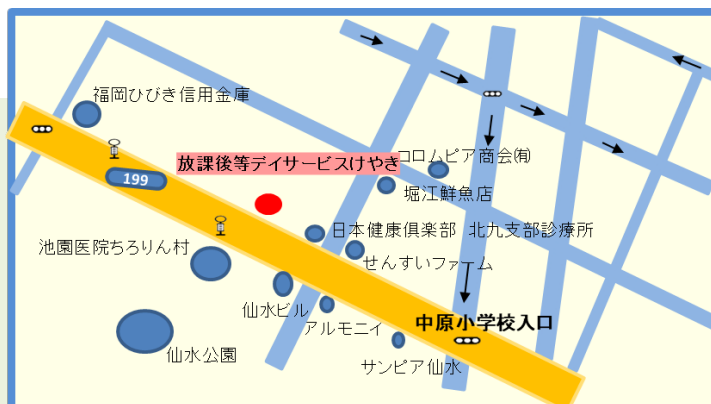 福岡ひびき信用金庫
放課後等デイサービスけやき
コロムピア商会㈲
199
堀江鮮魚店
日本健康倶楽部 北九支部診療所
池園医院ちろりん村
せんすいファーム
仙水ビル
アルモニイ
中原小学校入口
仙水公園
サンピア仙水